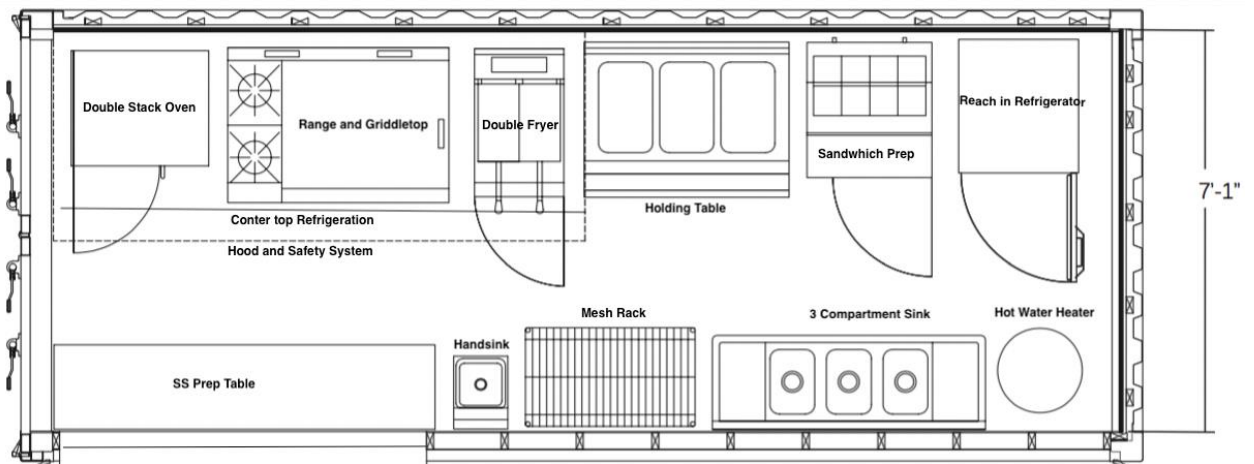 Double Stack Oven
Range and Griddletop
Double Fryer
Sandwhich Prep
Reach in Refrigerator
7'-1"
Holding Table
Conter top Refrigeration
Hood and Safety System
Mesh Rack
3 Compartment Sink
Hot Water Heater
Handsink
SS Prep Table